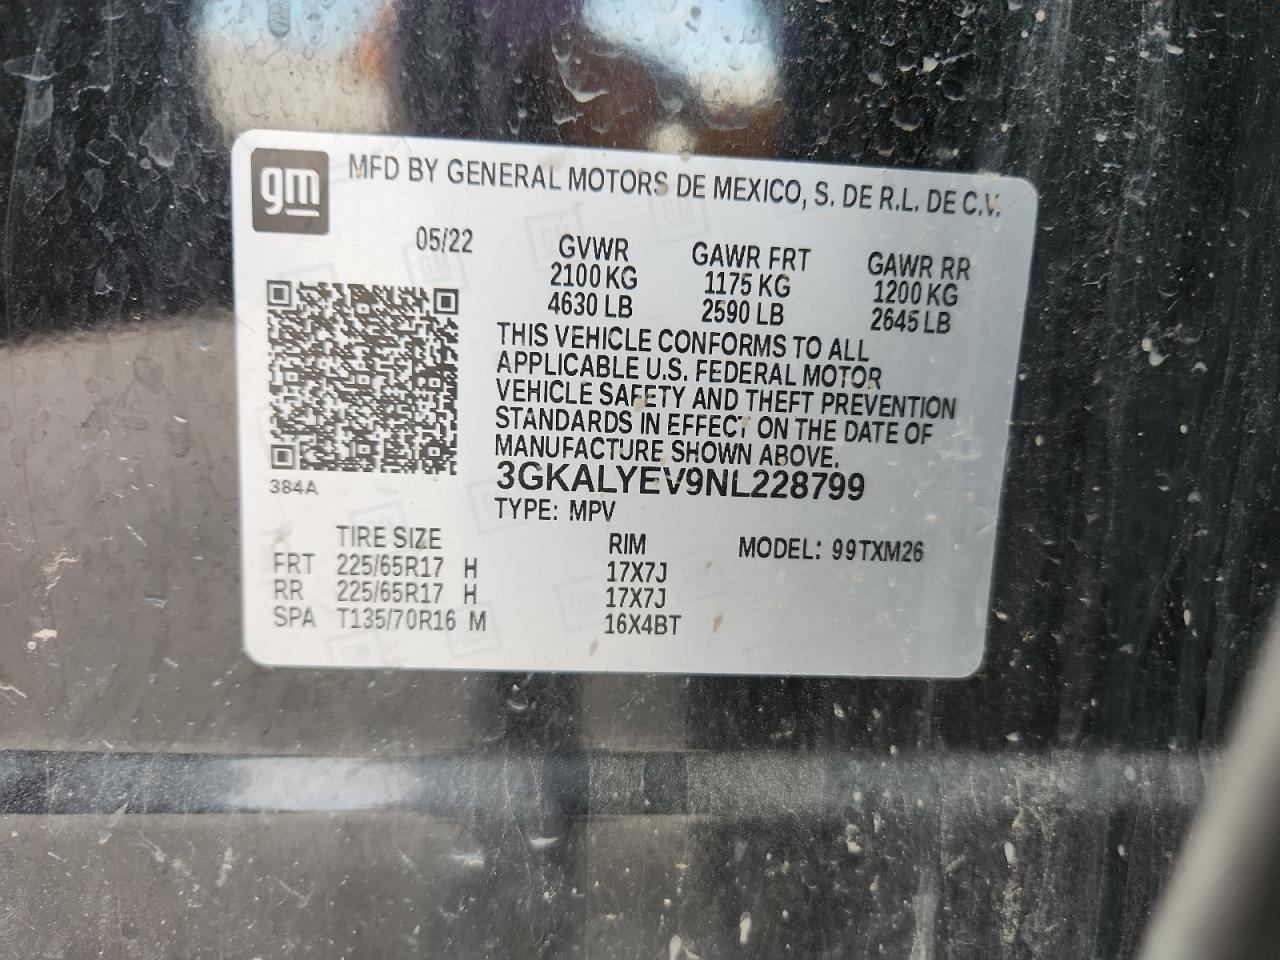 gm
MFD BY GENERAL MOTORS DE MEXICO, S. DE R.L. DE C.V.
05/22 GVWR GAWR FRT GAWR RR
2100 KG 1175 KG 1200 KG
4630 LB 2590 LB 2645 LB
THIS VEHICLE CONFORMS TO ALL
APPLICABLE U.S. FEDERAL MOTOR
VEHICLE SAFETY AND THEFT PREVENTION
STANDARDS IN EFFECT ON THE DATE OF
MANUFACTURE SHOWN ABOVE.
3GKALYEV9NL228799
384A
TYPE: MPV
TIRE SIZE RIM MODEL: 99TXM26
FRT 225/65R17 H 17X7J
RR 225/65R17 H 17X7J
SPA T135/70R16 M 16X4BT